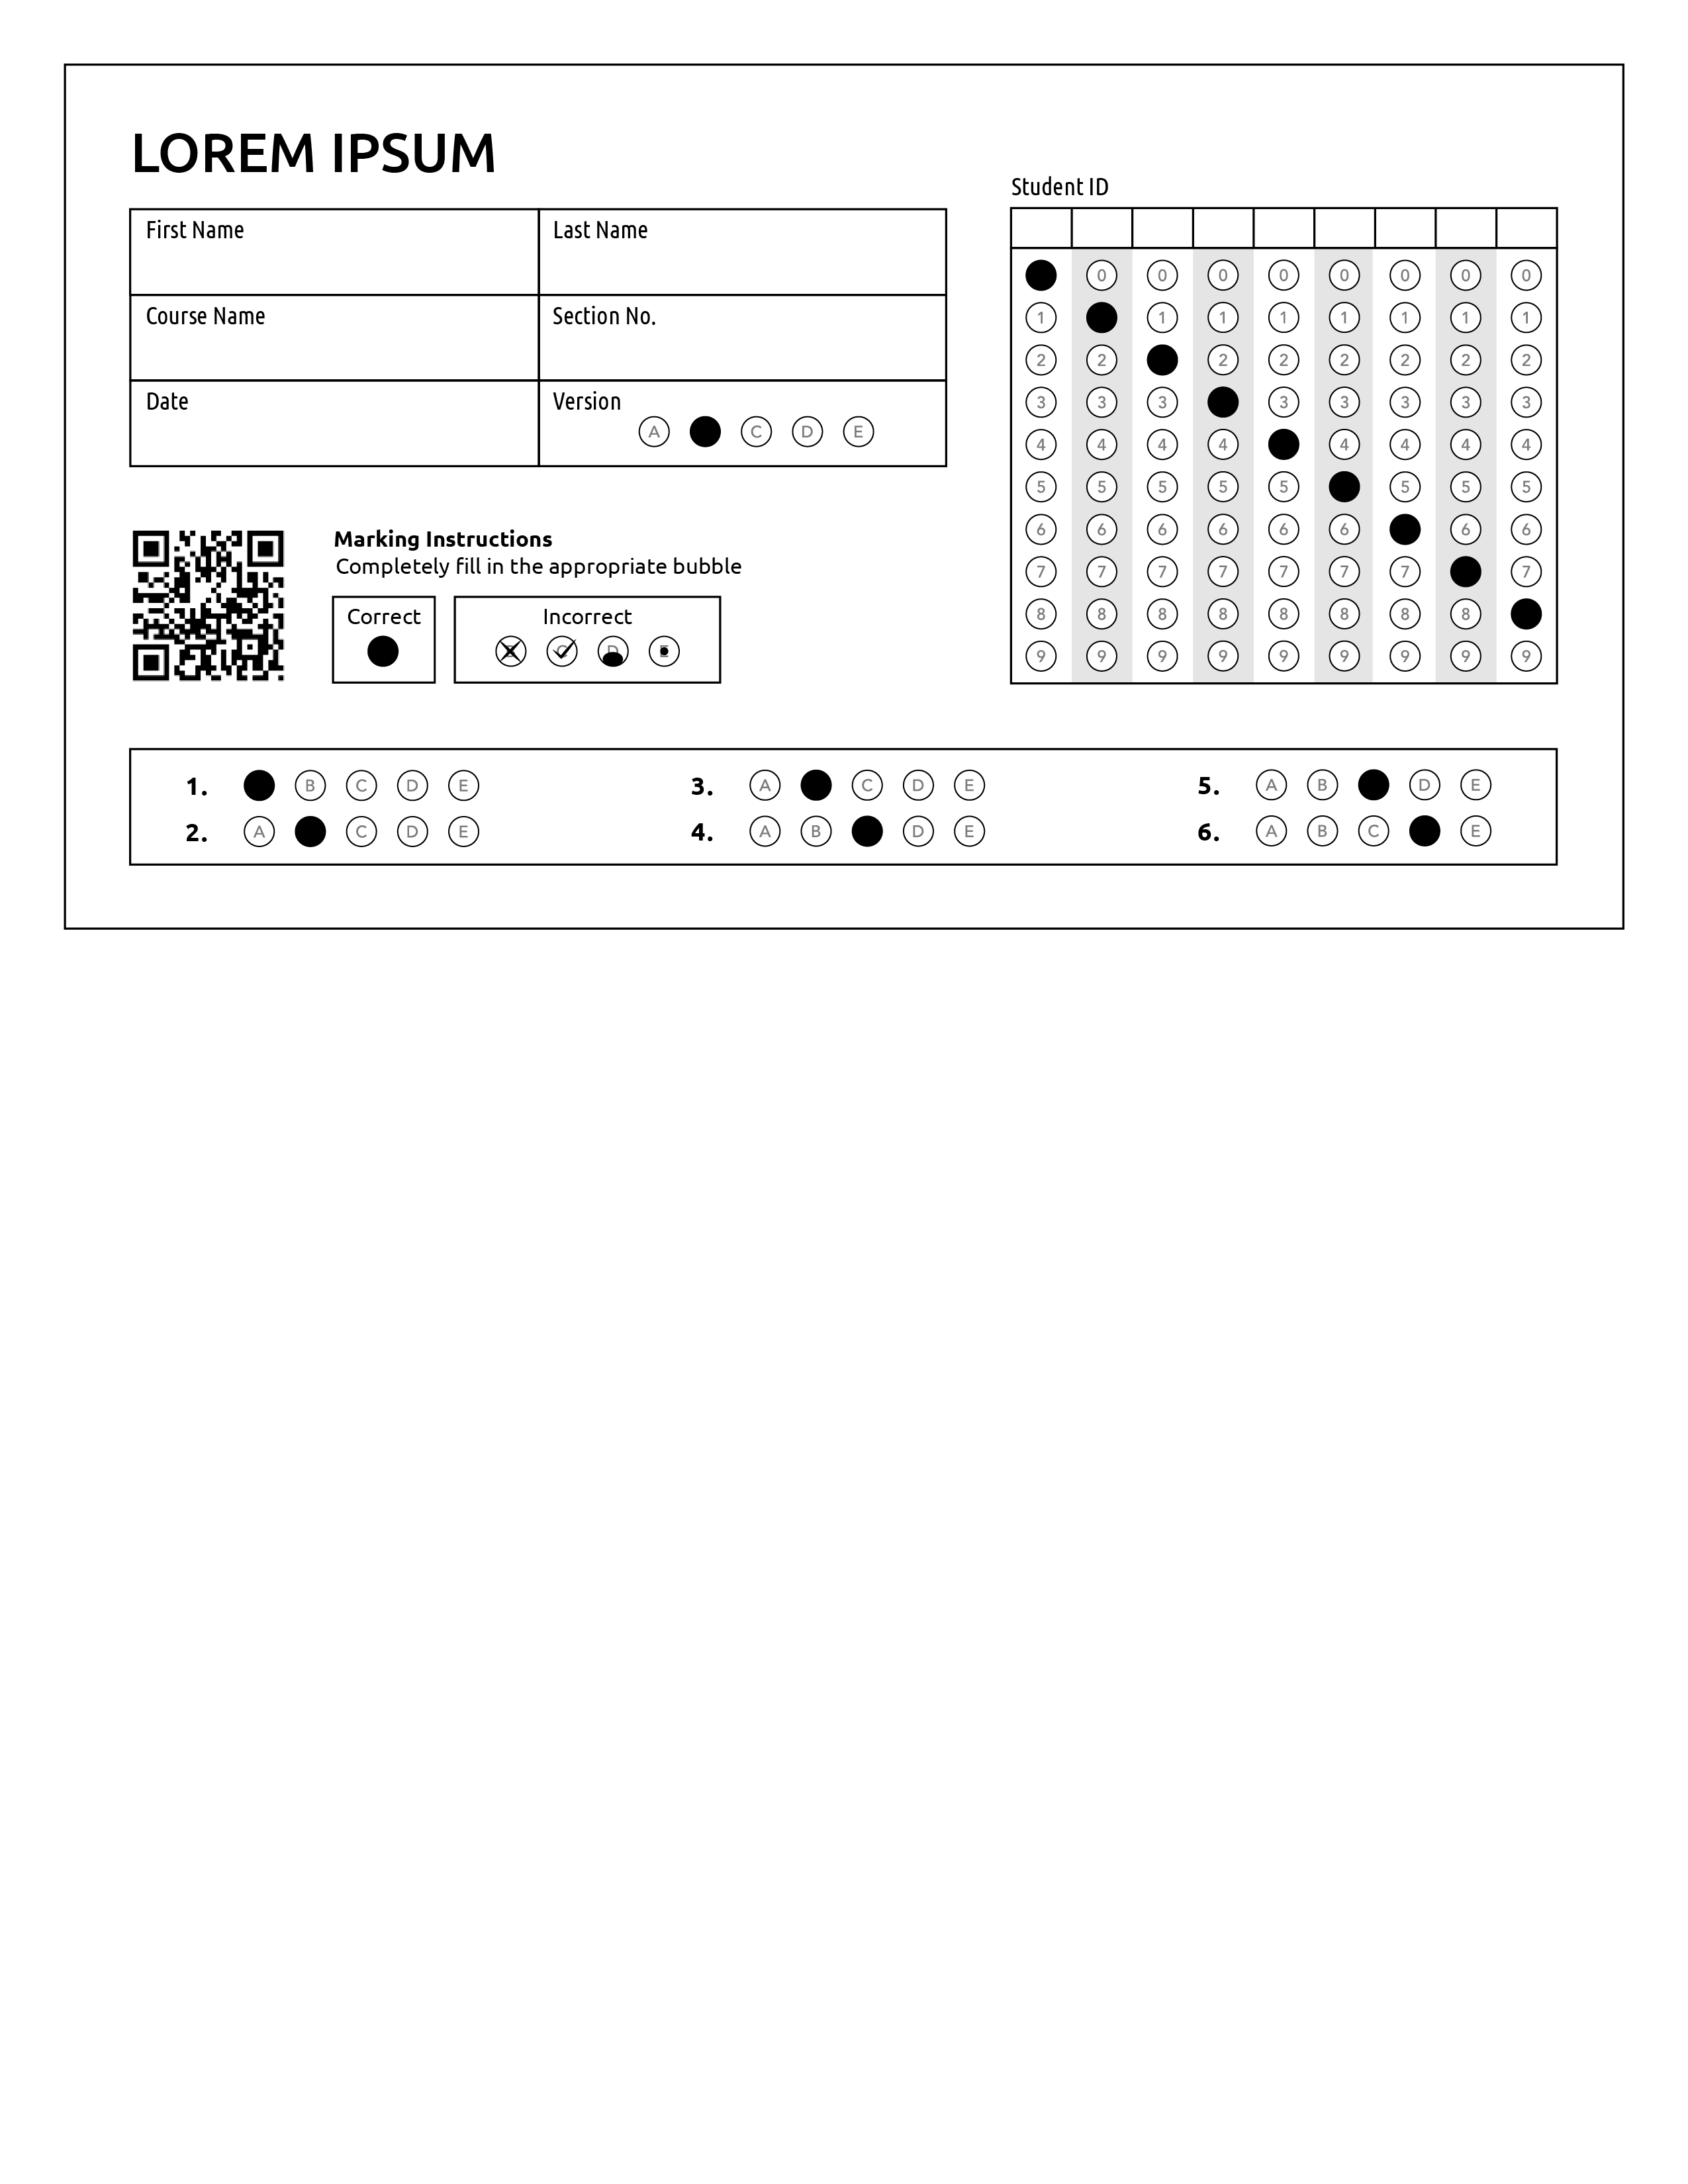 LOREM IPSUM
Student ID
First Name Last Name
Course Name Section No.
Date Version
A C D E
0 0 0 0 0 0 0 0
1 1 1 1 1 1 1 1
2 2 2 2 2 2 2 2
3 3 3 3 3 3 3 3
4 4 4 4 4 4 4 4
5 5 5 5 5 5 5 5
6 6 6 6 6 6 6 6
7 7 7 7 7 7 7 7
8 8 8 8 8 8 8 8
9 9 9 9 9 9 9 9 9
Marking Instructions
Completely fill in the appropriate bubble
Correct Incorrect
1. B C D E 3. A C D E 5. A B D E
2. A C D E 4. A B D E 6. A B C E